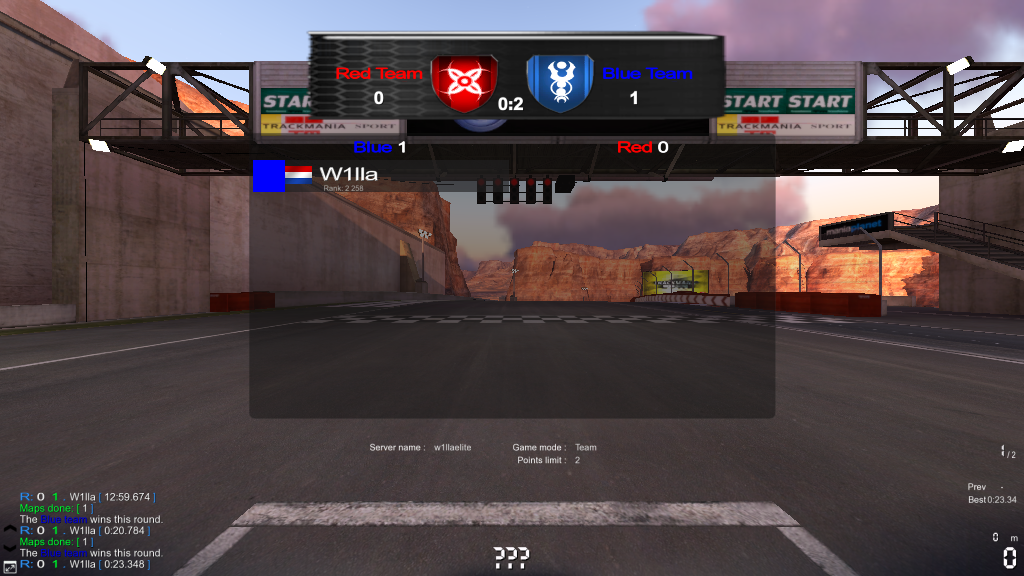 Red Team
0
0:2
Blue Team
1
STAR
START START
TRACKMANIA SPORT
TRACKMANIA SPORT
Blue 1
Red 0
W1lla
Rank: 2 258
Server name : w1llaelite
Game mode : Team
Points limit : 2
1/2
Prev -
Best 0:23.34
R: 0 1 . W1lla [ 12:59.674 ]
Maps done: [ 1 ]
The Blue team wins this round.
R: 0 1 . W1lla [ 0:20.784 ]
Maps done: [ 1 ]
The Blue team wins this round.
R: 0 1 . W1lla [ 0:23.348 ]
???
0 m
0